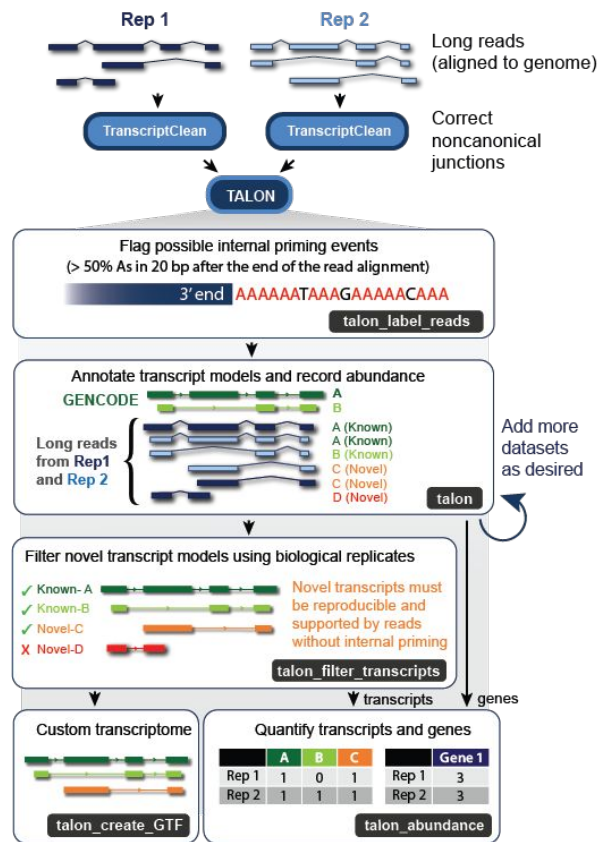 Rep 1
Rep 2
Long reads
(aligned to genome)
TranscriptClean
TranscriptClean
Correct
noncanonical
junctions
TALON
Flag possible internal priming events
(> 50% As in 20 bp after the end of the read alignment)
3' end
AAAAAATAAAGAAAAACAAA
talon_label_reads
Annotate transcript models and record abundance
GENCODE
A
B
Long reads
from Rep1
and Rep 2
A (Known)
A (Known)
B (Known)
C (Novel)
C (Novel)
D (Novel)
talon
Add more
datasets
as desired
Filter novel transcript models using biological replicates
✓ Known- A
✓ Known-B
✓ Novel-C
X Novel-D
Novel transcripts must
be reproducible and
supported by reads
without internal priming
talon_filter_transcripts
transcripts
genes
Custom transcriptome
talon_create_GTF
Quantify transcripts and genes
A B C
Rep 1 1 0 1
Rep 2 1 1 1
Gene 1
Rep 1 3
Rep 2 3
talon_abundance